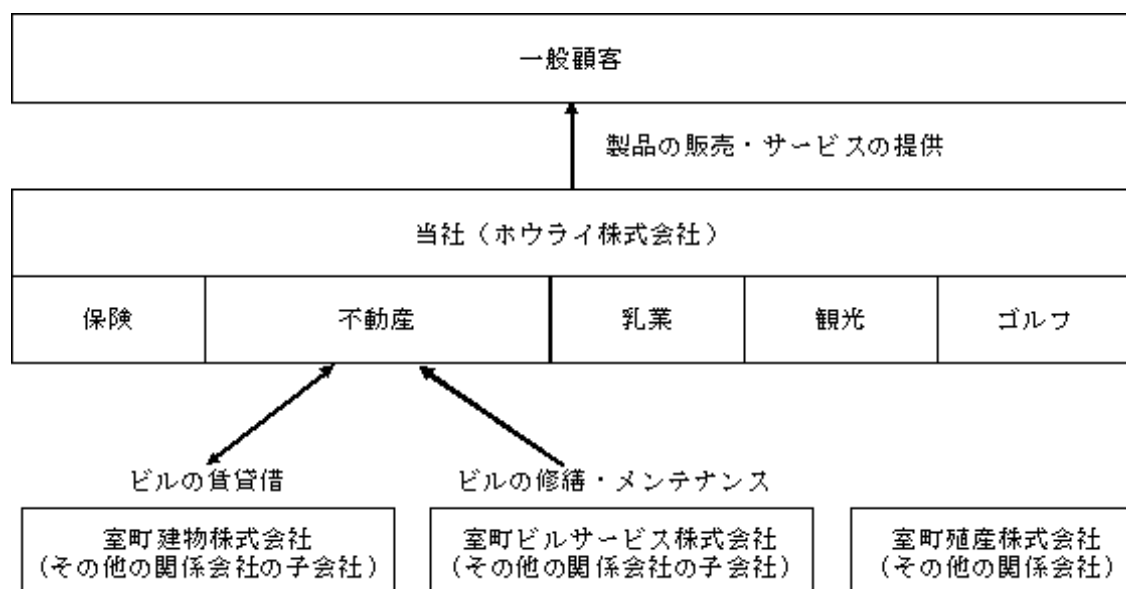 一般顧客
製品の販売・サービスの提供
当社（ホウライ株式会社）
保険
不動産
乳業
観光
ゴルフ
ビルの賃貸借
ビルの修繕・メンテナンス
室町建物株式会社
（その他の関係会社の子会社）
室町ビルサービス株式会社
（その他の関係会社の子会社）
室町殖産株式会社
（その他の関係会社）